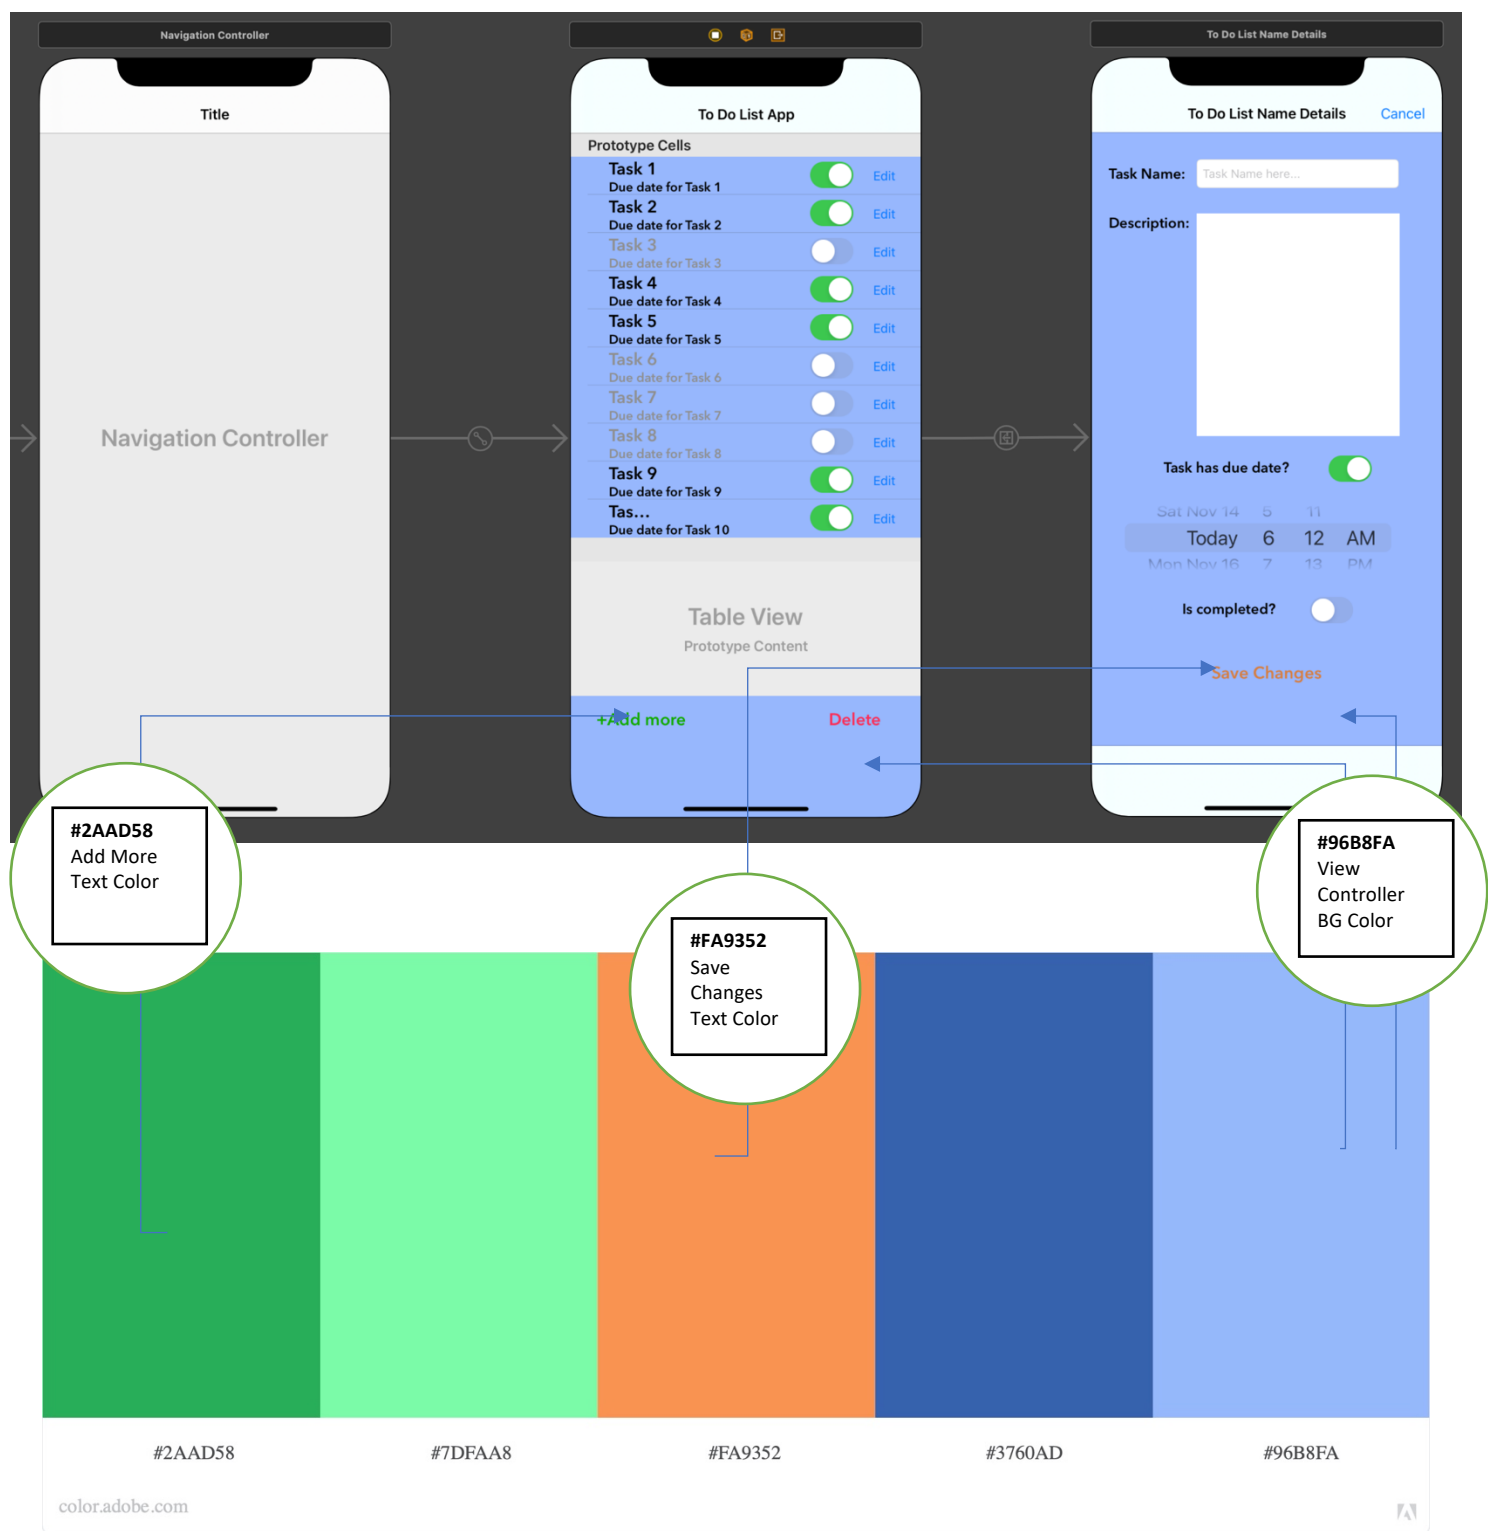 Navigation Controller
To Do List Name Details
Title
To Do List App
To Do List Name Details
Cancel
Navigation Controller
Prototype Cells
Task 1
Due date for Task 1
Edit
Task 2
Due date for Task 2
Edit
Task 3
Due date for Task 3
Edit
Task 4
Due date for Task 4
Edit
Task 5
Due date for Task 5
Edit
Task 6
Due date for Task 6
Edit
Task 7
Due date for Task 7
Edit
Task 8
Due date for Task 8
Edit
Task 9
Due date for Task 9
Edit
Tas...
Due date for Task 10
Edit
Table View
Prototype Content
+Add more
Delete
Task Name:
Task Name here...
Description:
Task has due date?
Sat Nov 14 5 11
Today 6 12 AM
Mon Nov 16 7 13 PM
Is completed?
Save Changes
#2AAD58
Add More
Text Color
#FA9352
Save
Changes
Text Color
#96B8FA
View
Controller
BG Color
#2AAD58
#7DFAA8
#FA9352
#3760AD
#96B8FA
color.adobe.com